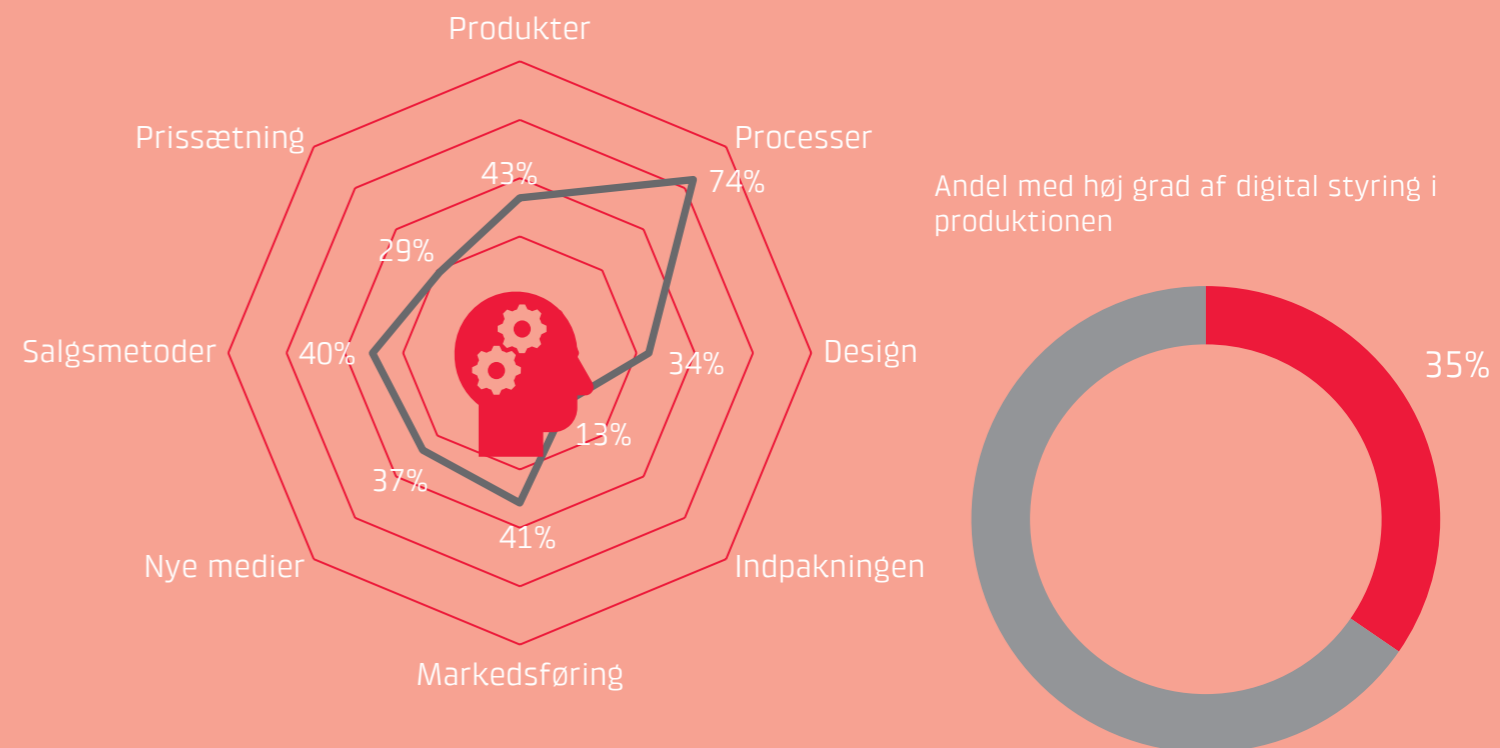 Produkter
Prissætning
Processer
43%
74%
29%
Salgsmetoder
40%
34%
Design
13%
37%
41%
Nye medier
Indpakningen
Markedsføring
Andel med høj grad af digital styring i
produktionen
35%